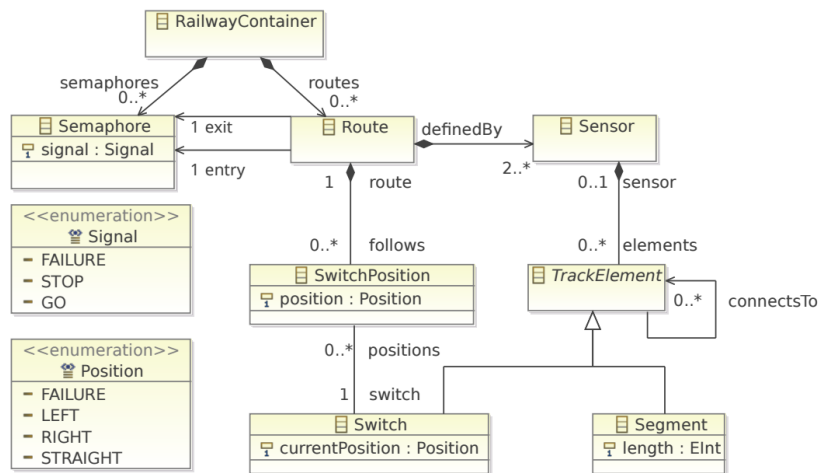 RailwayContainer
semaphores
0..*
routes
0..*
Semaphore
signal : Signal
1 exit
1 entry
Route
definedBy
2..*
Sensor
1 route
0..1 sensor
<<enumeration>>
Signal
FAILURE
STOP
GO
0..* follows
0..* elements
SwitchPosition
position : Position
TrackElement
0..*
connectsTo
<<enumeration>>
Position
FAILURE
LEFT
RIGHT
STRAIGHT
0..* positions
1 switch
Switch
currentPosition : Position
Segment
length : EInt